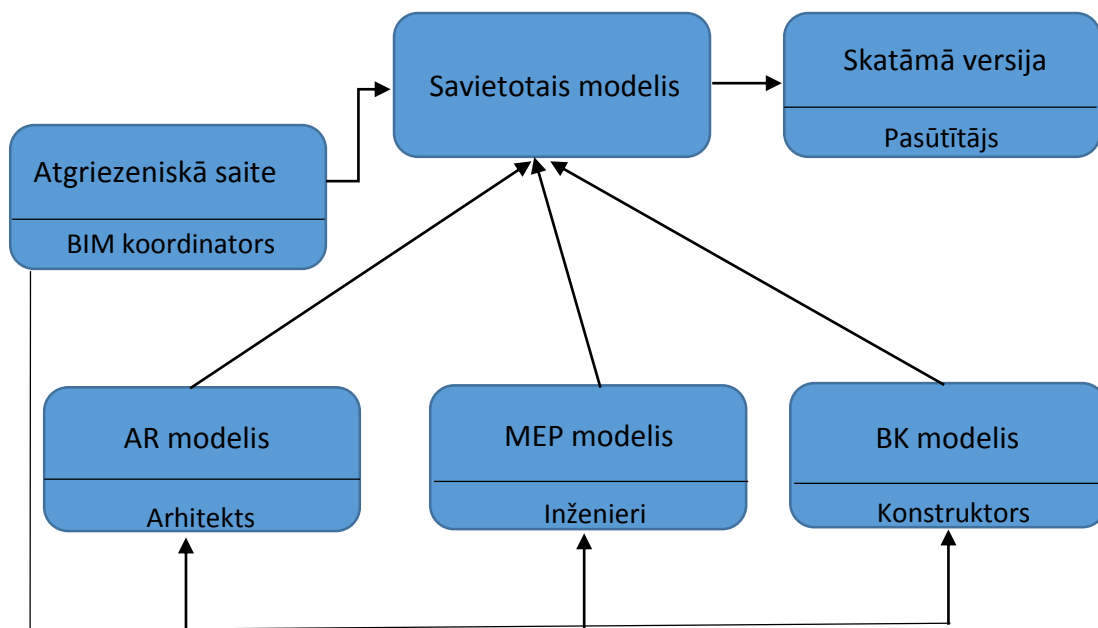 Savietotais modelis
Skatāmā versija
Pasūtītājs
Atgriezeniskā saite
BIM koordinators
AR modelis
Arhitekts
MEP modelis
Inženieri
BK modelis
Konstruktors